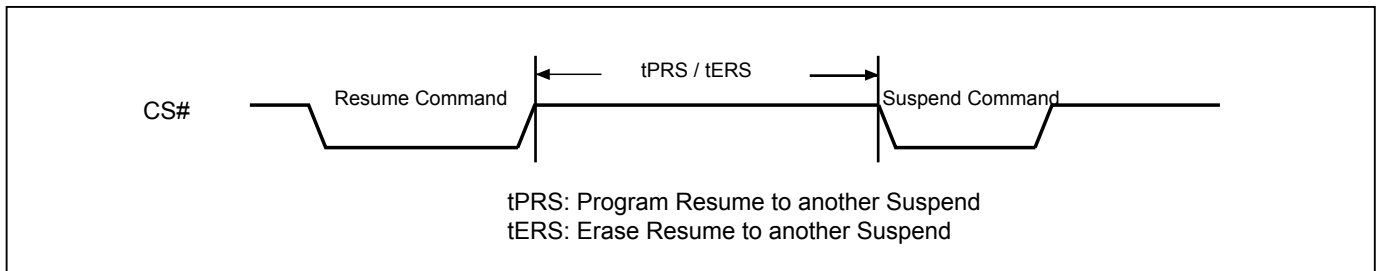 tPRS / tERS
CS# Resume Command Suspend Command
tPRS: Program Resume to another Suspend
tERS: Erase Resume to another Suspend